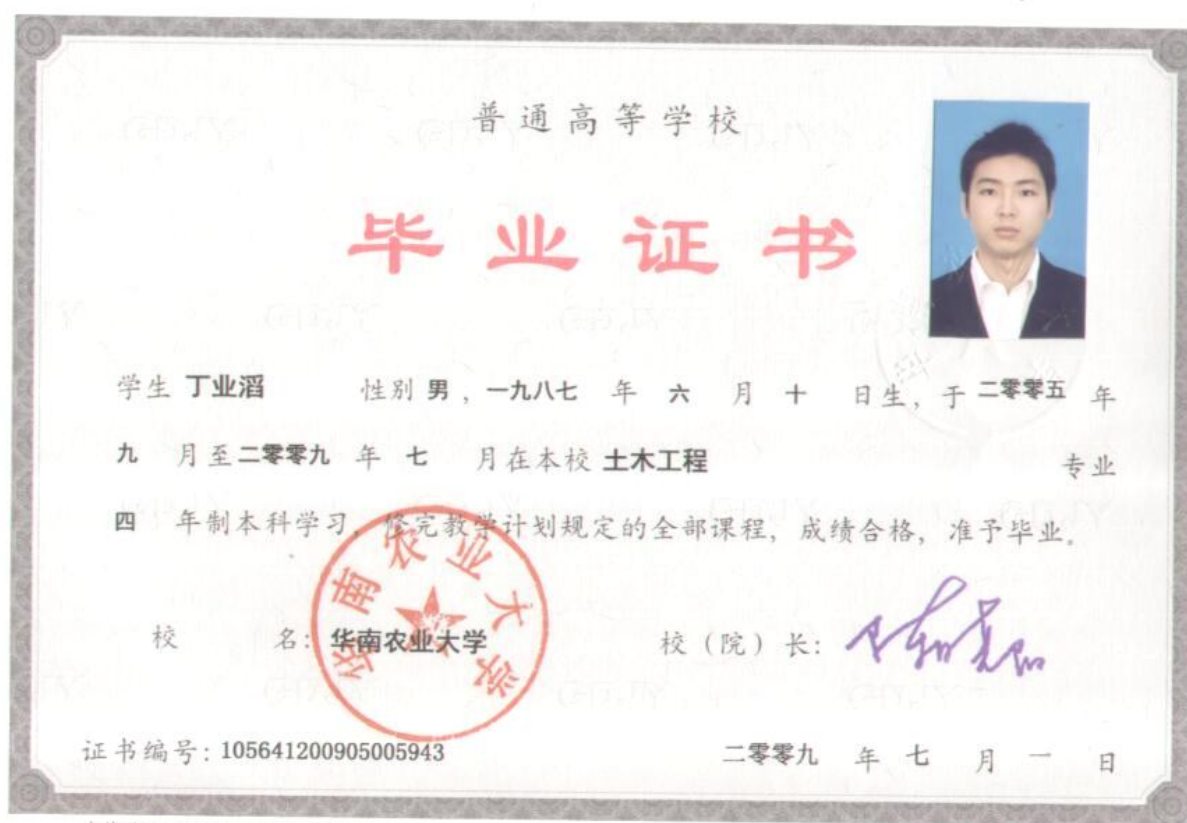 普通高等学校
毕业证书
学生 丁业滔 性别 男，一九八七 年 六 月 十 日生，于 二零零五 年
九 月至 二零零九 年 七 月在本校 土木工程 专业
四 年制本科学习，修完教学计划规定的全部课程，成绩合格，准予毕业。
华南农业大学
校 名：华南农业大学 校（院）长：
证书编号：105641200905005943 二零零九 年 七 月 一 日